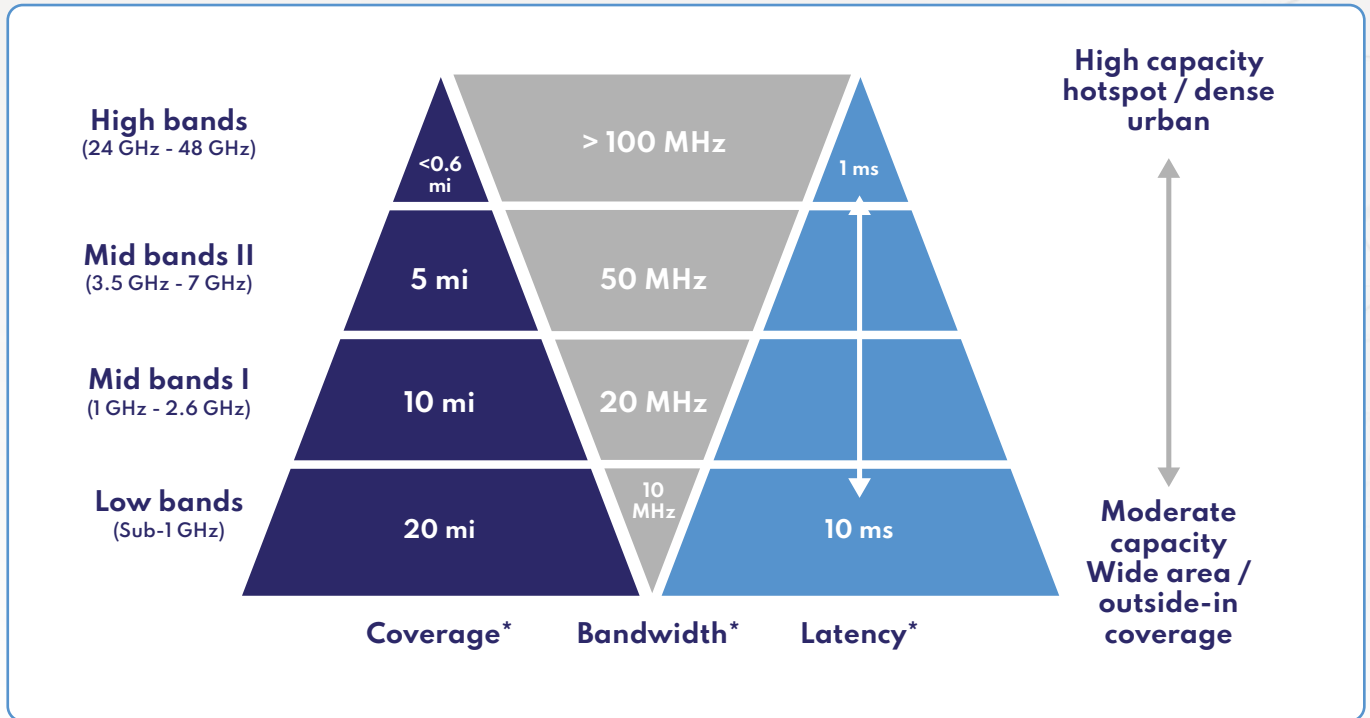 High bands
(24 GHz - 48 GHz)
<0.6
mi
> 100 MHz
1 ms
High capacity
hotspot / dense
urban
Mid bands II
(3.5 GHz - 7 GHz)
5 mi
50 MHz
Mid bands I
(1 GHz - 2.6 GHz)
10 mi
20 MHz
Low bands
(Sub-1 GHz)
20 mi
10
MHz
10 ms
Moderate
capacity
Wide area /
outside-in
coverage
Coverage*
Bandwidth*
Latency*